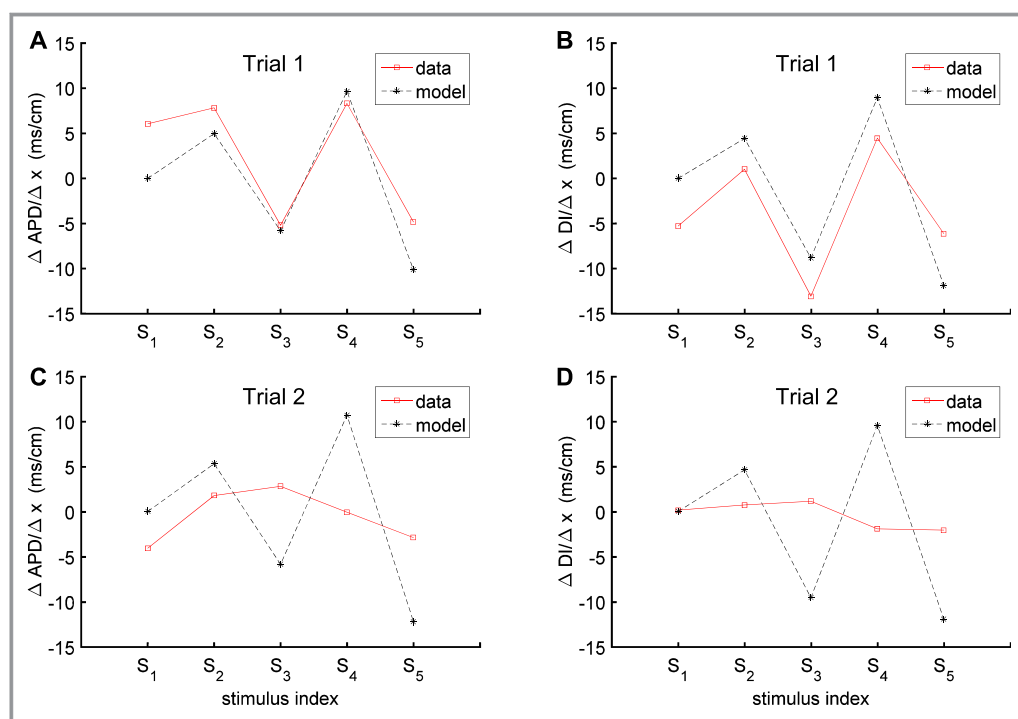 A
Trial 1
data
model
15
10
5
0
-5
-10
-15
Δ APD/Δ x (ms/cm)
S1 S2 S3 S4 S5
B
Trial 1
data
model
15
10
5
0
-5
-10
-15
Δ DI/Δ x (ms/cm)
S1 S2 S3 S4 S5
C
Trial 2
data
model
15
10
5
0
-5
-10
-15
Δ APD/Δ x (ms/cm)
S1 S2 S3 S4 S5
stimulus index
D
Trial 2
data
model
15
10
5
0
-5
-10
-15
Δ DI/Δ x (ms/cm)
S1 S2 S3 S4 S5
stimulus index